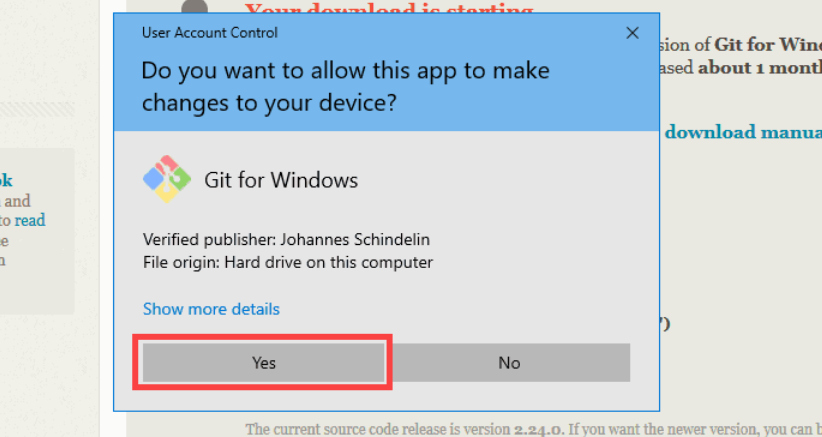 Your download is starting
User Account Control
Do you want to allow this app to make
changes to your device?
sion of Git for Wind
ased about 1 month
download manua
ok
and
to read
Git for Windows
Verified publisher: Johannes Schindelin
File origin: Hard drive on this computer
Show more details
")
Yes
No
The current source code release is version 2.24.0. If you want the newer version, you can b